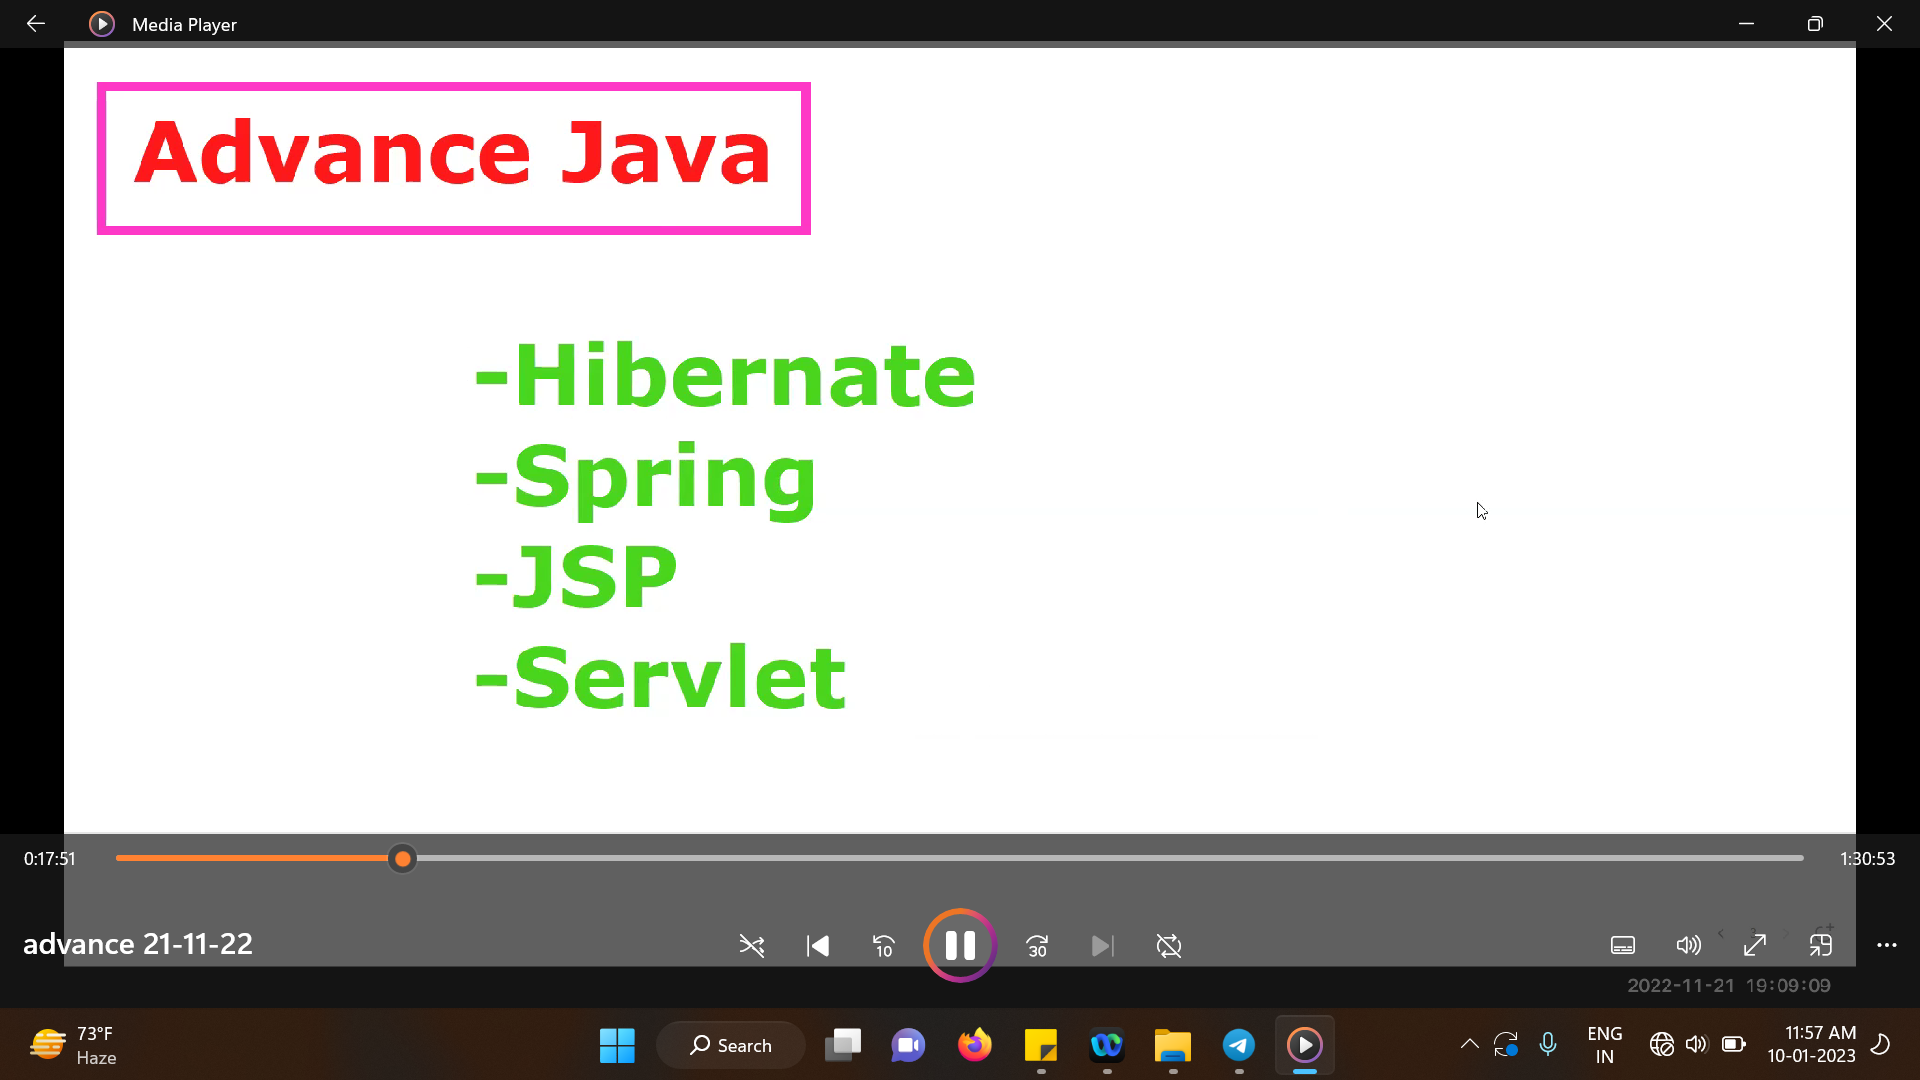 Media Player
Advance Java
-Hibernate
-Spring
-JSP
-Servlet
0:17:51
1:30:53
advance 21-11-22
10
30
2022-11-21 19:09:09
73°F
Haze
Search
ENG
IN
11:57 AM
10-01-2023